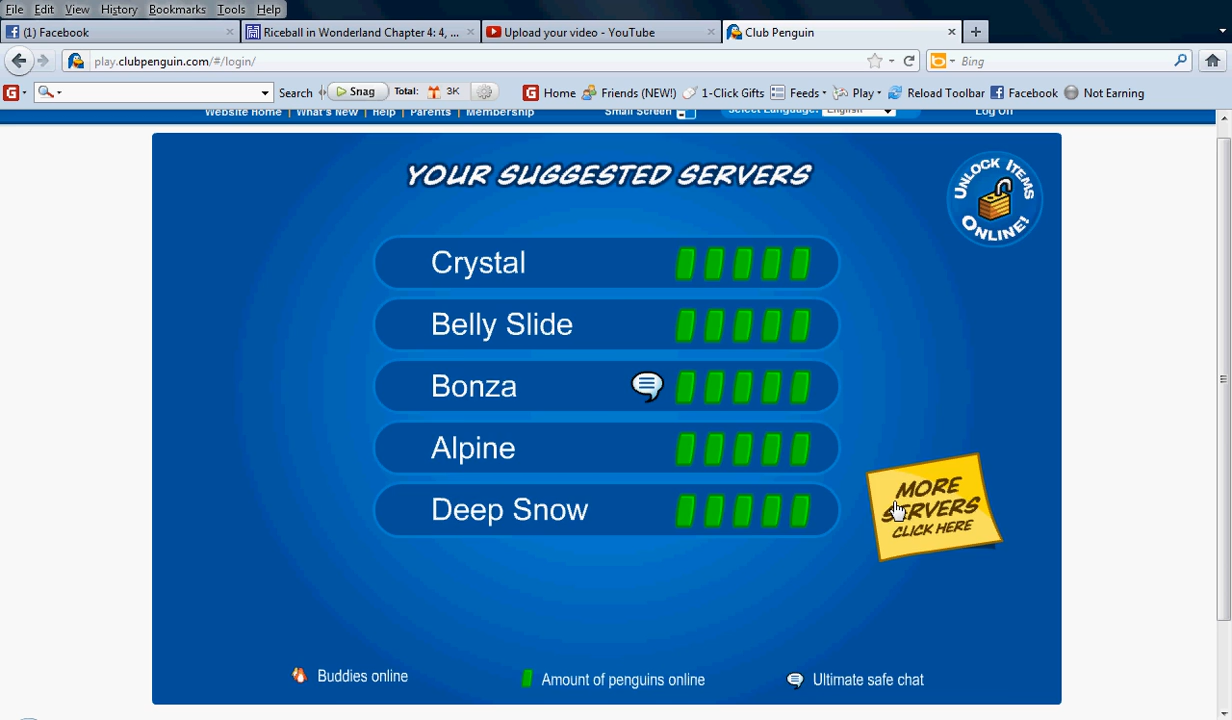 File Edit View History Bookmarks Tools Help
(1) Facebook
Riceball in Wonderland Chapter 4: 4, ...
Upload your video - YouTube
Club Penguin
play.clubpenguin.com/#/login/
Bing
Search
Snag
Total: 3K
Home
Friends (NEW!)
1-Click Gifts
Feeds
Play
Reload Toolbar
Facebook
Not Earning
Website Home | What's New | Help | Parents | Membership
Small Screen
Select Language: English
Log Off
YOUR SUGGESTED SERVERS
UNLOCK ITEMS
ONLINE!
Crystal
Belly Slide
Bonza
Alpine
Deep Snow
MORE
SERVERS
CLICK HERE
Buddies online
Amount of penguins online
Ultimate safe chat